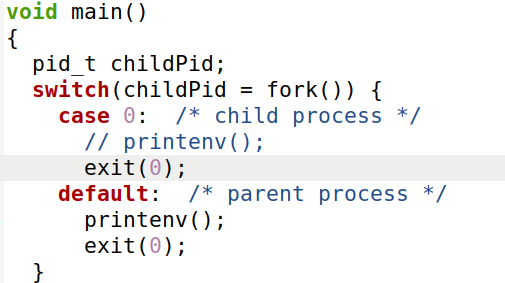 void main()
{
  pid_t childPid;
  switch(childPid = fork()) {
    case 0:  /* child process */
      // printenv();
      exit(0);
    default:  /* parent process */
      printenv();
      exit(0);
  }